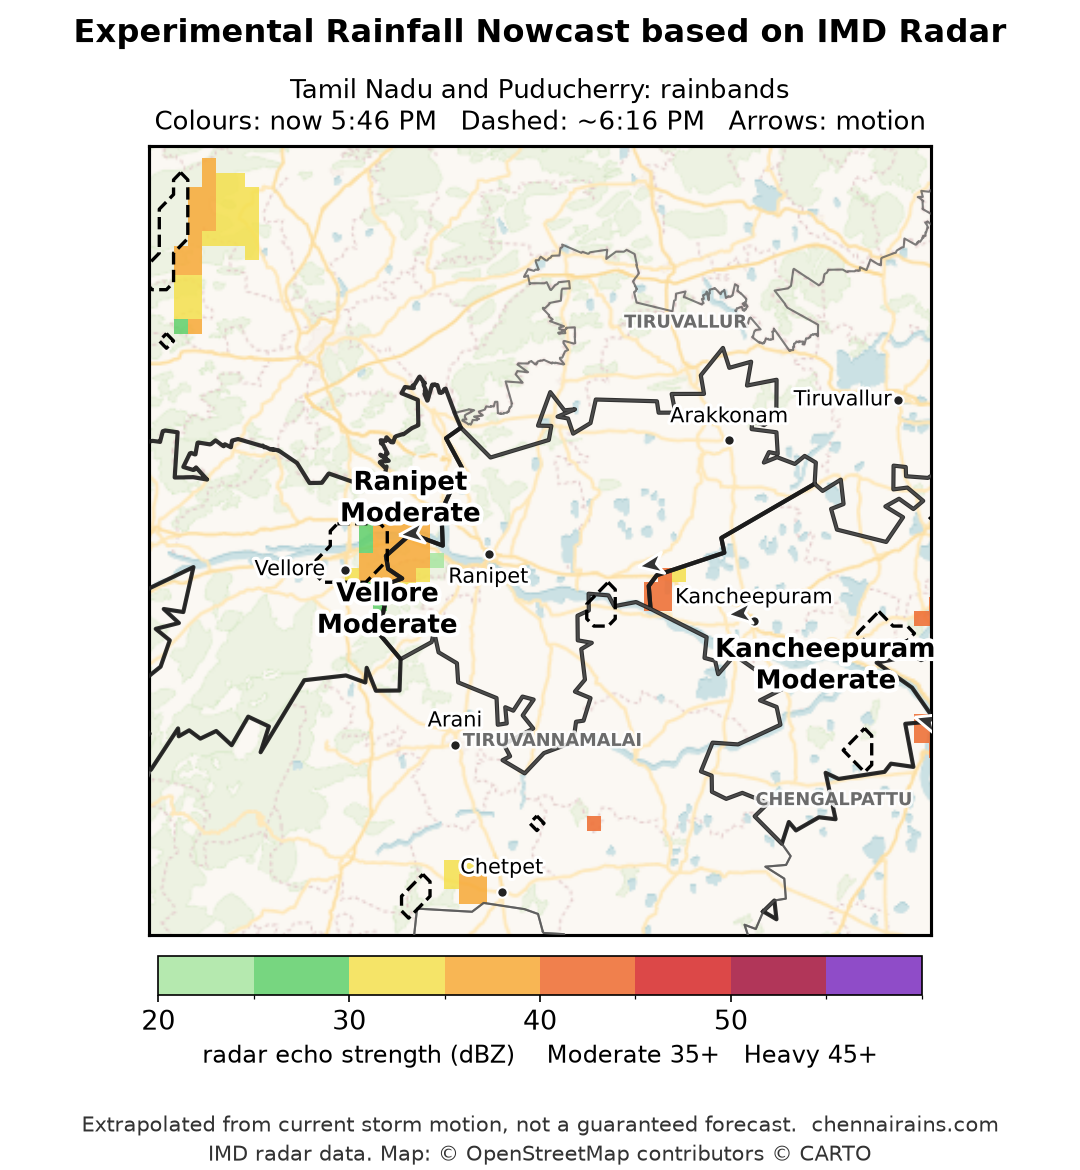 Experimental Rainfall Nowcast based on IMD Radar
Tamil Nadu and Puducherry: rainbands
Colours: now 5:46 PM   Dashed: ~6:16 PM   Arrows: motion
TIRUVALLUR
Tiruvallur
Arakkonam
Ranipet
Moderate
Vellore
Ranipet
Vellore
Moderate
Kancheepuram
Kancheepuram
Moderate
Arani
TIRUVANNAMALAI
CHENGALPATTU
Chetpet
20 30 40 50
radar echo strength (dBZ)    Moderate 35+   Heavy 45+
Extrapolated from current storm motion, not a guaranteed forecast.  chennairains.com
IMD radar data. Map: © OpenStreetMap contributors © CARTO